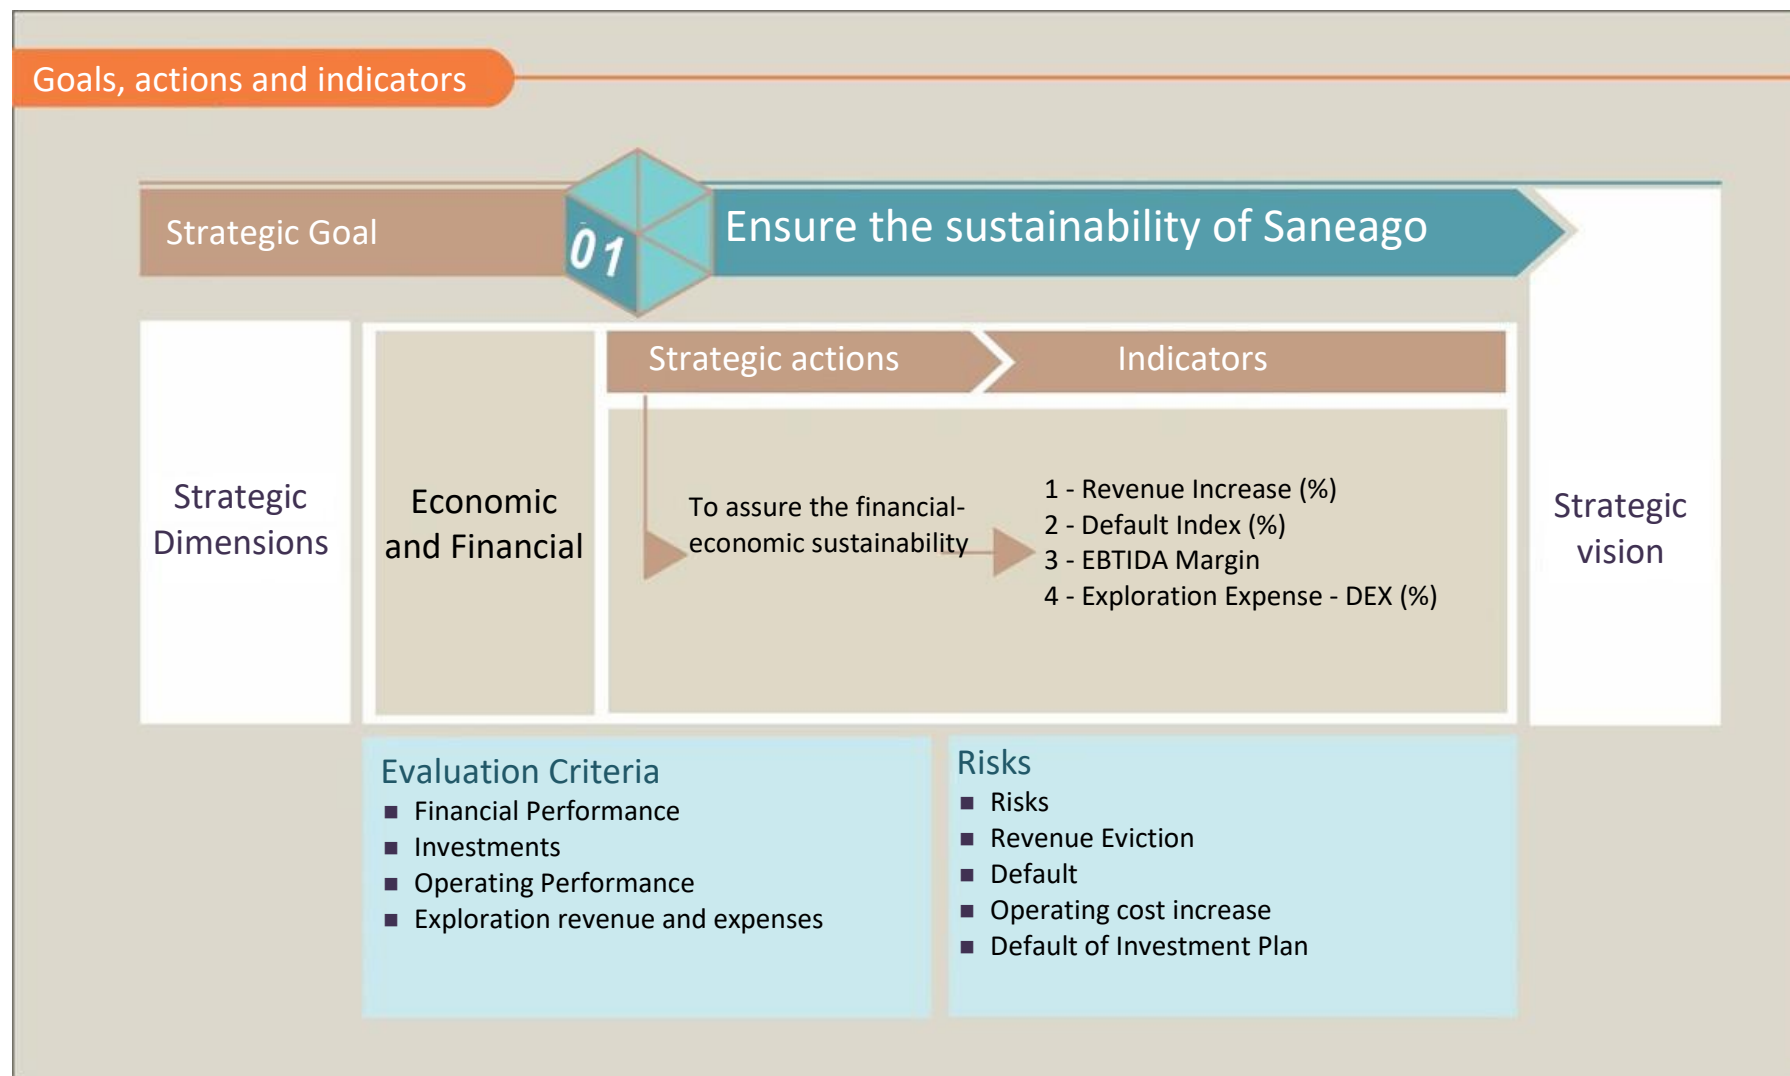 Goals, actions and indicators
Strategic Goal
01
Ensure the sustainability of Saneago
Strategic
Dimensions
Economic
and Financial
Strategic actions
Indicators
To assure the financial-
economic sustainability
1 - Revenue Increase (%)
2 - Default Index (%)
3 - EBTIDA Margin
4 - Exploration Expense - DEX (%)
Strategic
vision
Evaluation Criteria
■ Financial Performance
■ Investments
■ Operating Performance
■ Exploration revenue and expenses
Risks
■ Risks
■ Revenue Eviction
■ Default
■ Operating cost increase
■ Default of Investment Plan